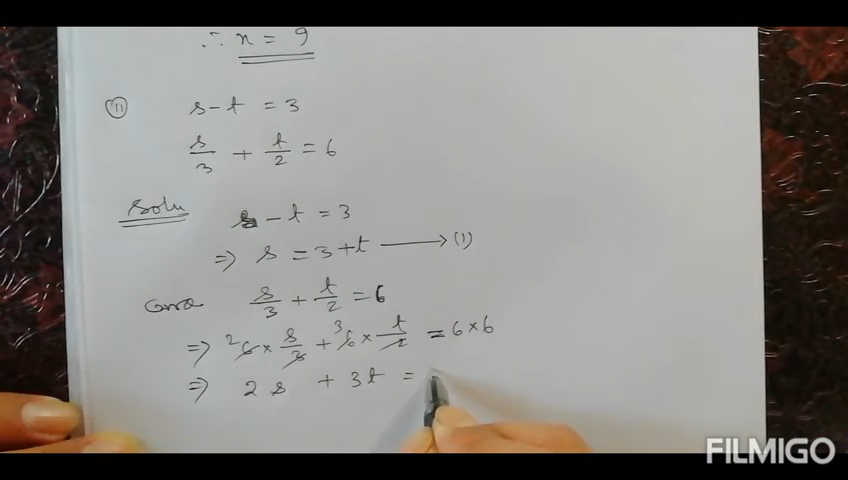 ∴ x = 9
(ii) s - t = 3
s/3 + t/2 = 6
Soln s - t = 3
⇒ s = 3 + t ⟶ (1)
s/3 + t/2 = 6
⇒ ²6 × s/3 + ³6 × t/2 = 6 × 6
⇒ 2s + 3t =
FILMIGO